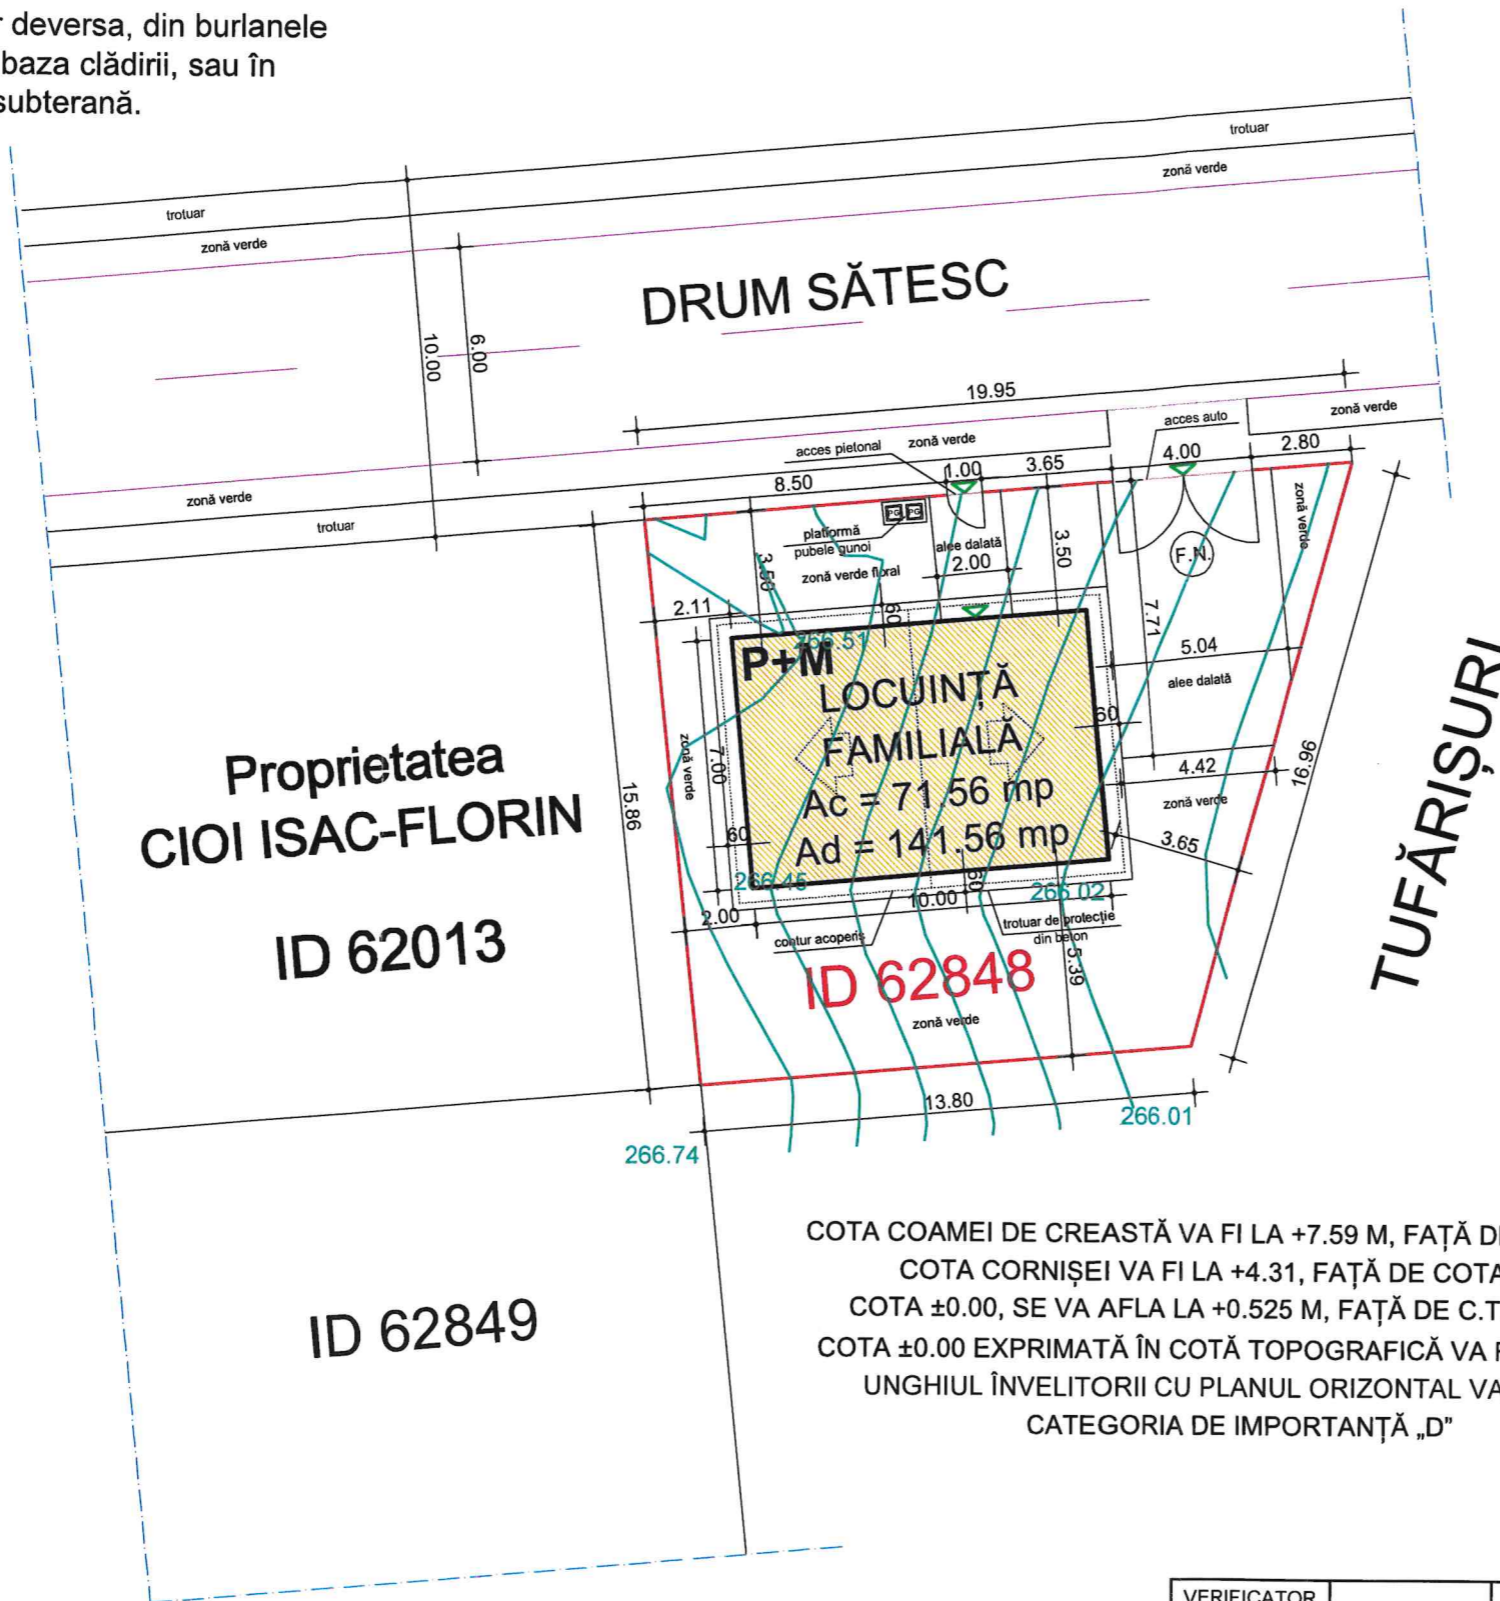 deversa, din burlanele
baza clădirii, sau în
subterană.
trotuar
zonă verde
trotuar
zonă verde
DRUM SĂTESC
10.00
6.00
19.95
zonă verde
acces auto
acces pietonal
zonă verde
1.00
3.65
4.00
2.80
8.50
zonă verde
trotuar
PG PG
platformă
pubele gunoi
zonă verde floral
alee dalată
2.00
3.50
3.50
F.N.
zonă verde
7.71
2.11
60
266.51
P+M
LOCUINȚĂ
FAMILIALĂ
Ac = 71.56 mp
Ad = 141.56 mp
5.04
alee dalată
60
4.42
zonă verde
3.65
16.96
TUFĂRIȘURI
zonă verde
7.00
60
15.86
Proprietatea
CIOI ISAC-FLORIN
ID 62013
266.45
10.00
60
266.02
2.00
contur acoperiș
trotuar de protecție
din beton
5.39
ID 62848
zonă verde
13.80
266.01
266.74
ID 62849
COTA COAMEI DE CREASTĂ VA FI LA +7.59 M, FAȚĂ
COTA CORNIȘEI VA FI LA +4.31, FAȚĂ DE COTA
COTA ±0.00, SE VA AFLA LA +0.525 M, FAȚĂ DE C.T
COTA ±0.00 EXPRIMATĂ ÎN COTĂ TOPOGRAFICĂ VA
UNGHIUL ÎNVELITORII CU PLANUL ORIZONTAL VA
CATEGORIA DE IMPORTANȚĂ „D”
VERIFICATOR